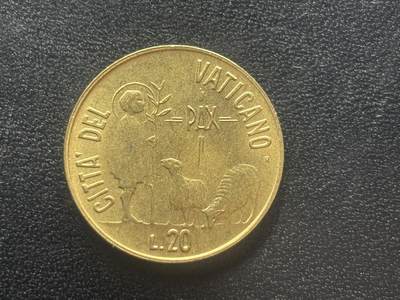 CITTA' DEL VATICANO
PAX
L.20